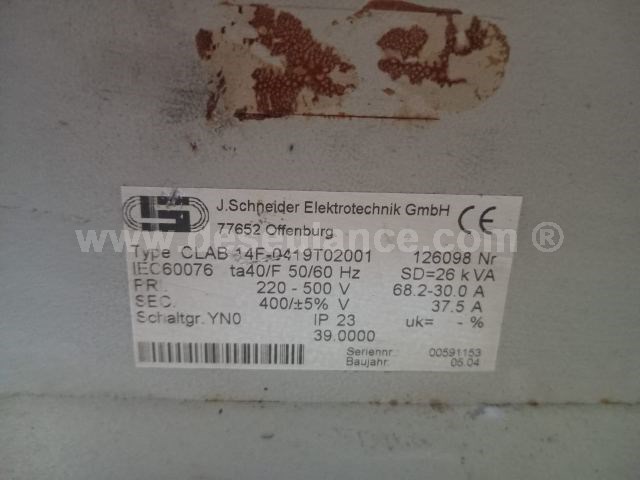 J.Schneider Elektrotechnik GmbH
77652 Offenburg
CE
Type CLAB 14F-0419T02001 126098 Nr
IEC60076 ta40/F 50/60 Hz SD=26 kVA
PRI. 220 - 500 V 68.2-30.0 A
SEC. 400/±5% V 37.5 A
Schaltgr. YN0 IP 23 uk= - %
39.0000
Seriennr. 00591153
Baujahr: 05.04